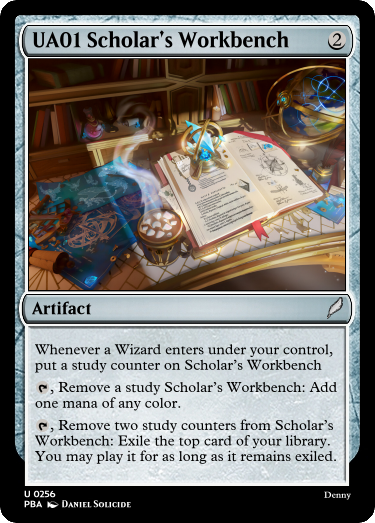 UA01 Scholar's Workbench 2
Artifact
Whenever a Wizard enters under your control,
put a study counter on Scholar's Workbench
, Remove a study Scholar's Workbench: Add
one mana of any color.
, Remove two study counters from Scholar's
Workbench: Exile the top card of your library.
You may play it for as long as it remains exiled.
U 0256
Denny
PBA DANIEL SOLICIDE